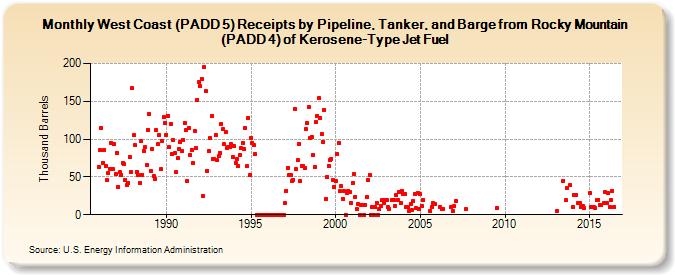 Monthly West Coast (PADD 5) Receipts by Pipeline, Tanker, and Barge from Rocky Mountain
(PADD 4) of Kerosene-Type Jet Fuel
Thousand Barrels
200
150
100
50
0
1990
1995
2000
2005
2010
2015
Source: U.S. Energy Information Administration